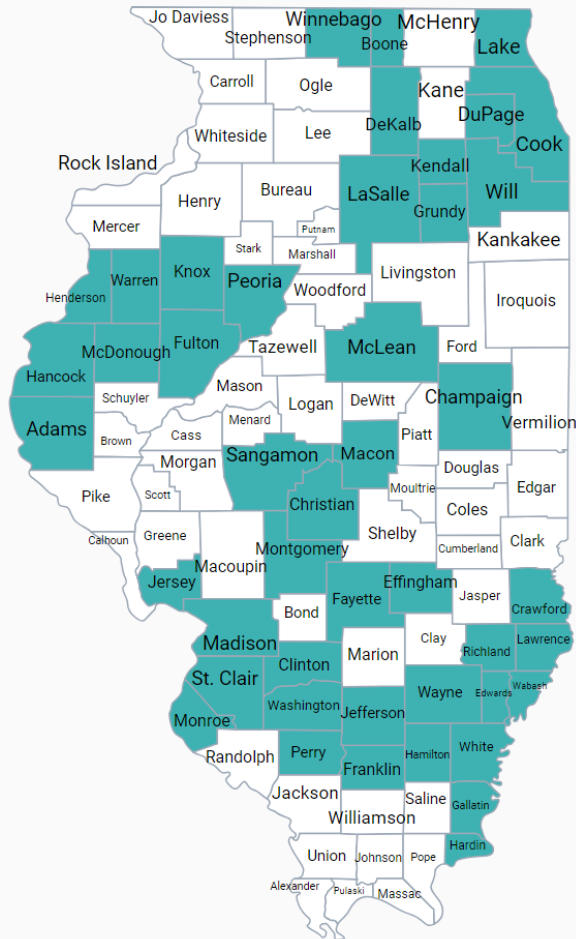 Jo Daviess
Stephenson
Winnebago
Boone
McHenry
Lake
Carroll
Ogle
DeKalb
Kane
DuPage
Cook
Whiteside
Lee
Rock Island
Henry
Bureau
LaSalle
Kendall
Grundy
Will
Mercer
Putnam
Stark
Marshall
Kankakee
Henderson
Warren
Knox
Peoria
Woodford
Livingston
Iroquois
Hancock
McDonough
Fulton
Tazewell
McLean
Ford
Schuyler
Mason
Logan
DeWitt
Champaign
Vermilion
Adams
Brown
Cass
Menard
Piatt
Morgan
Sangamon
Macon
Douglas
Pike
Scott
Christian
Moultrie
Coles
Edgar
Calhoun
Greene
Macoupin
Montgomery
Shelby
Cumberland
Clark
Jersey
Bond
Fayette
Effingham
Jasper
Crawford
Madison
Clinton
Marion
Clay
Richland
Lawrence
St. Clair
Washington
Jefferson
Wayne
Edwards
Wabash
Monroe
Randolph
Perry
Franklin
Hamilton
White
Jackson
Williamson
Saline
Gallatin
Union
Johnson
Pope
Hardin
Alexander
Pulaski
Massac